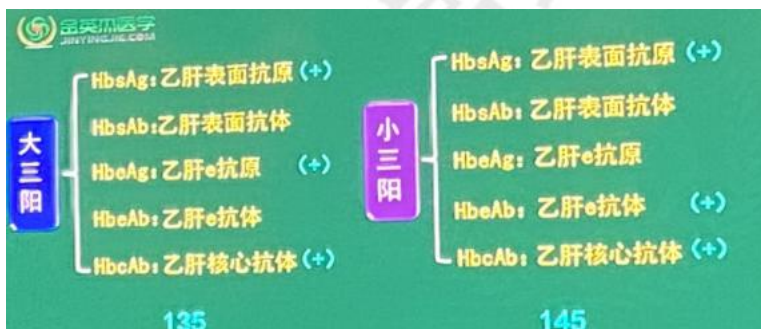 金英杰医学
JINYINGJIE.COM
大三阳
HbsAg:乙肝表面抗原(+)
HbsAb:乙肝表面抗体
HbeAg:乙肝e抗原 (+)
HbeAb:乙肝e抗体
HbcAb:乙肝核心抗体(+)
135
小三阳
HbsAg:乙肝表面抗原(+)
HbsAb:乙肝表面抗体
HbeAg:乙肝e抗原
HbeAb:乙肝e抗体 (+)
HbcAb:乙肝核心抗体(+)
145